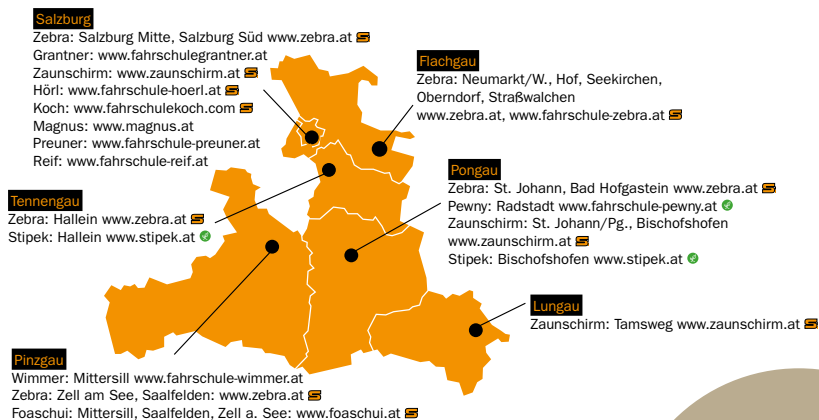 Salzburg
Zebra: Salzburg Mitte, Salzburg Süd www.zebra.at
Grantner: www.fahrschulegrantner.at
Zaunschirm: www.zaunschirm.at
Hörl: www.fahrschule-hoerl.at
Koch: www.fahrschulekoch.com
Magnus: www.magnus.at
Preuner: www.fahrschule-preuner.at
Reif: www.fahrschule-reif.at
Flachgau
Zebra: Neumarkt/W., Hof, Seekirchen,
Oberndorf, Straßwalchen
www.zebra.at, www.fahrschule-zebra.at
Tennengau
Zebra: Hallein www.zebra.at
Stipek: Hallein www.stipek.at
Pongau
Zebra: St. Johann, Bad Hofgastein www.zebra.at
Pewny: Radstadt www.fahrschule-pewny.at
Zaunschirm: St. Johann/Pg., Bischofshofen
www.zaunschirm.at
Stipek: Bischofshofen www.stipek.at
Lungau
Zaunschirm: Tamsweg www.zaunschirm.at
Pinzgau
Wimmer: Mittersill www.fahrschule-wimmer.at
Zebra: Zell am See, Saalfelden: www.zebra.at
Foaschui: Mittersill, Saalfelden, Zell a. See: www.foaschui.at